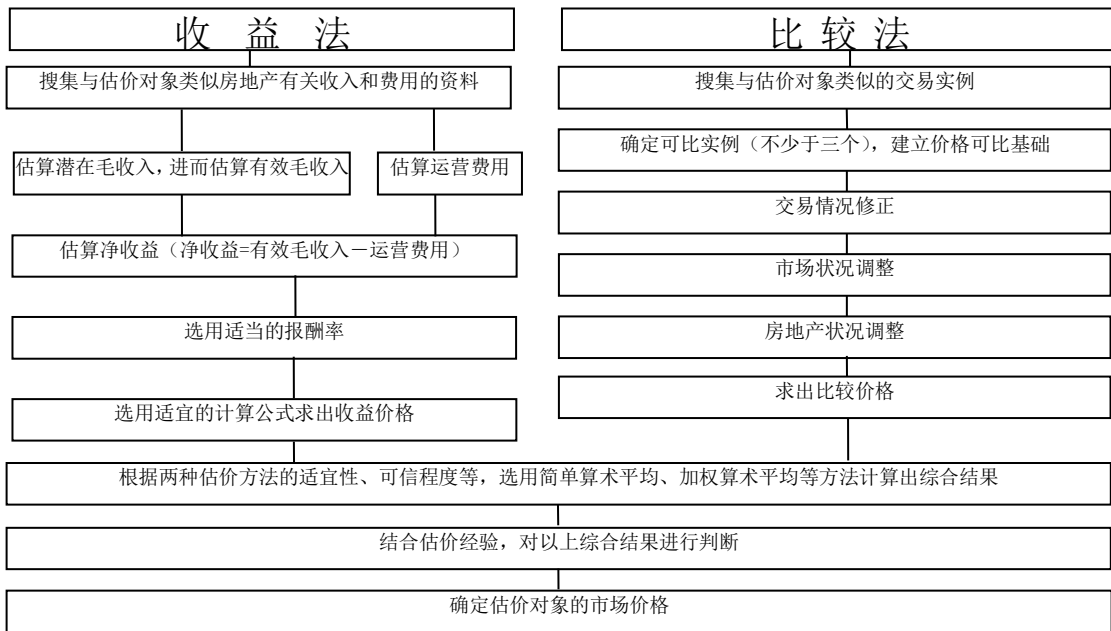 收 益 法
搜集与估价对象类似房地产有关收入和费用的资料
估算潜在毛收入，进而估算有效毛收入
估算运营费用
估算净收益（净收益=有效毛收入－运营费用）
选用适当的报酬率
选用适宜的计算公式求出收益价格
比 较 法
搜集与估价对象类似的交易实例
确定可比实例（不少于三个），建立价格可比基础
交易情况修正
市场状况调整
房地产状况调整
求出比较价格
根据两种估价方法的适宜性、可信程度等，选用简单算术平均、加权算术平均等方法计算出综合结果
结合估价经验，对以上综合结果进行判断
确定估价对象的市场价格